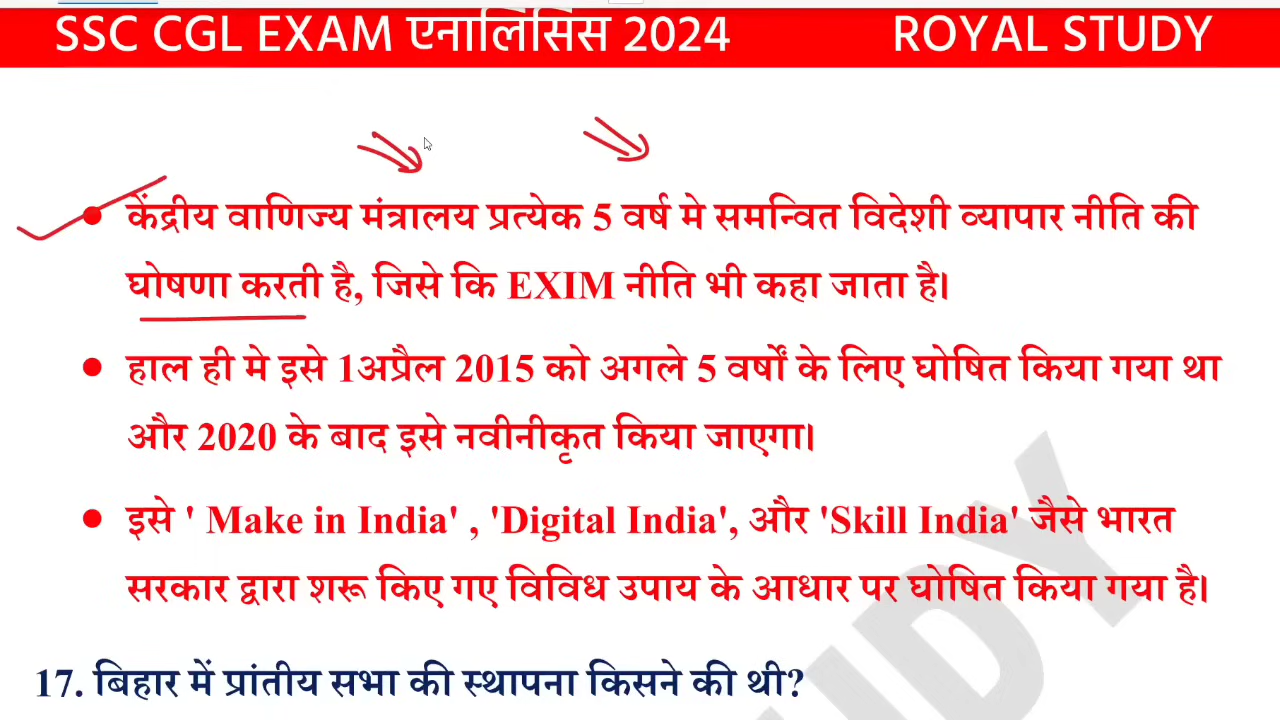 SSC CGL EXAM एनालिसिस 2024 ROYAL STUDY
• केंद्रीय वाणिज्य मंत्रालय प्रत्येक 5 वर्ष मे समन्वित विदेशी व्यापार नीति की
घोषणा करती है, जिसे कि EXIM नीति भी कहा जाता है।
• हाल ही मे इसे 1अप्रैल 2015 को अगले 5 वर्षों के लिए घोषित किया गया था
और 2020 के बाद इसे नवीनीकृत किया जाएगा।
• इसे ' Make in India' , 'Digital India', और 'Skill India' जैसे भारत
सरकार द्वारा शरू किए गए विविध उपाय के आधार पर घोषित किया गया है।
17. बिहार में प्रांतीय सभा की स्थापना किसने की थी?